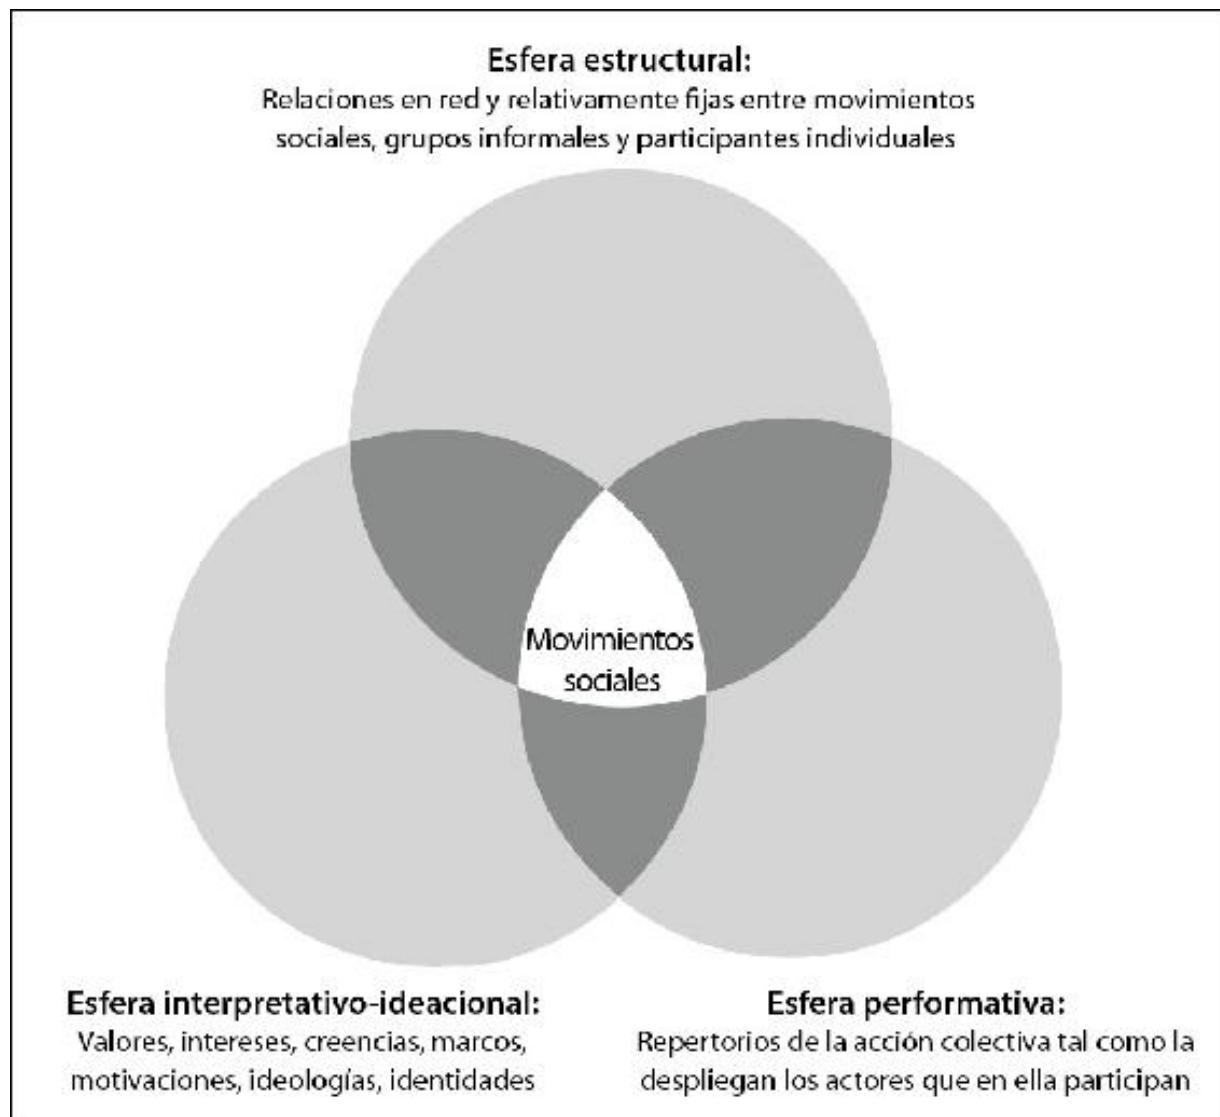 Esfera estructural:
Relaciones en red y relativamente fijas entre movimientos
sociales, grupos informales y participantes individuales
Movimientos
sociales
Esfera interpretativo-ideacional:
Valores, intereses, creencias, marcos,
motivaciones, ideologías, identidades
Esfera performativa:
Repertorios de la acción colectiva tal como la
despliegan los actores que en ella participan